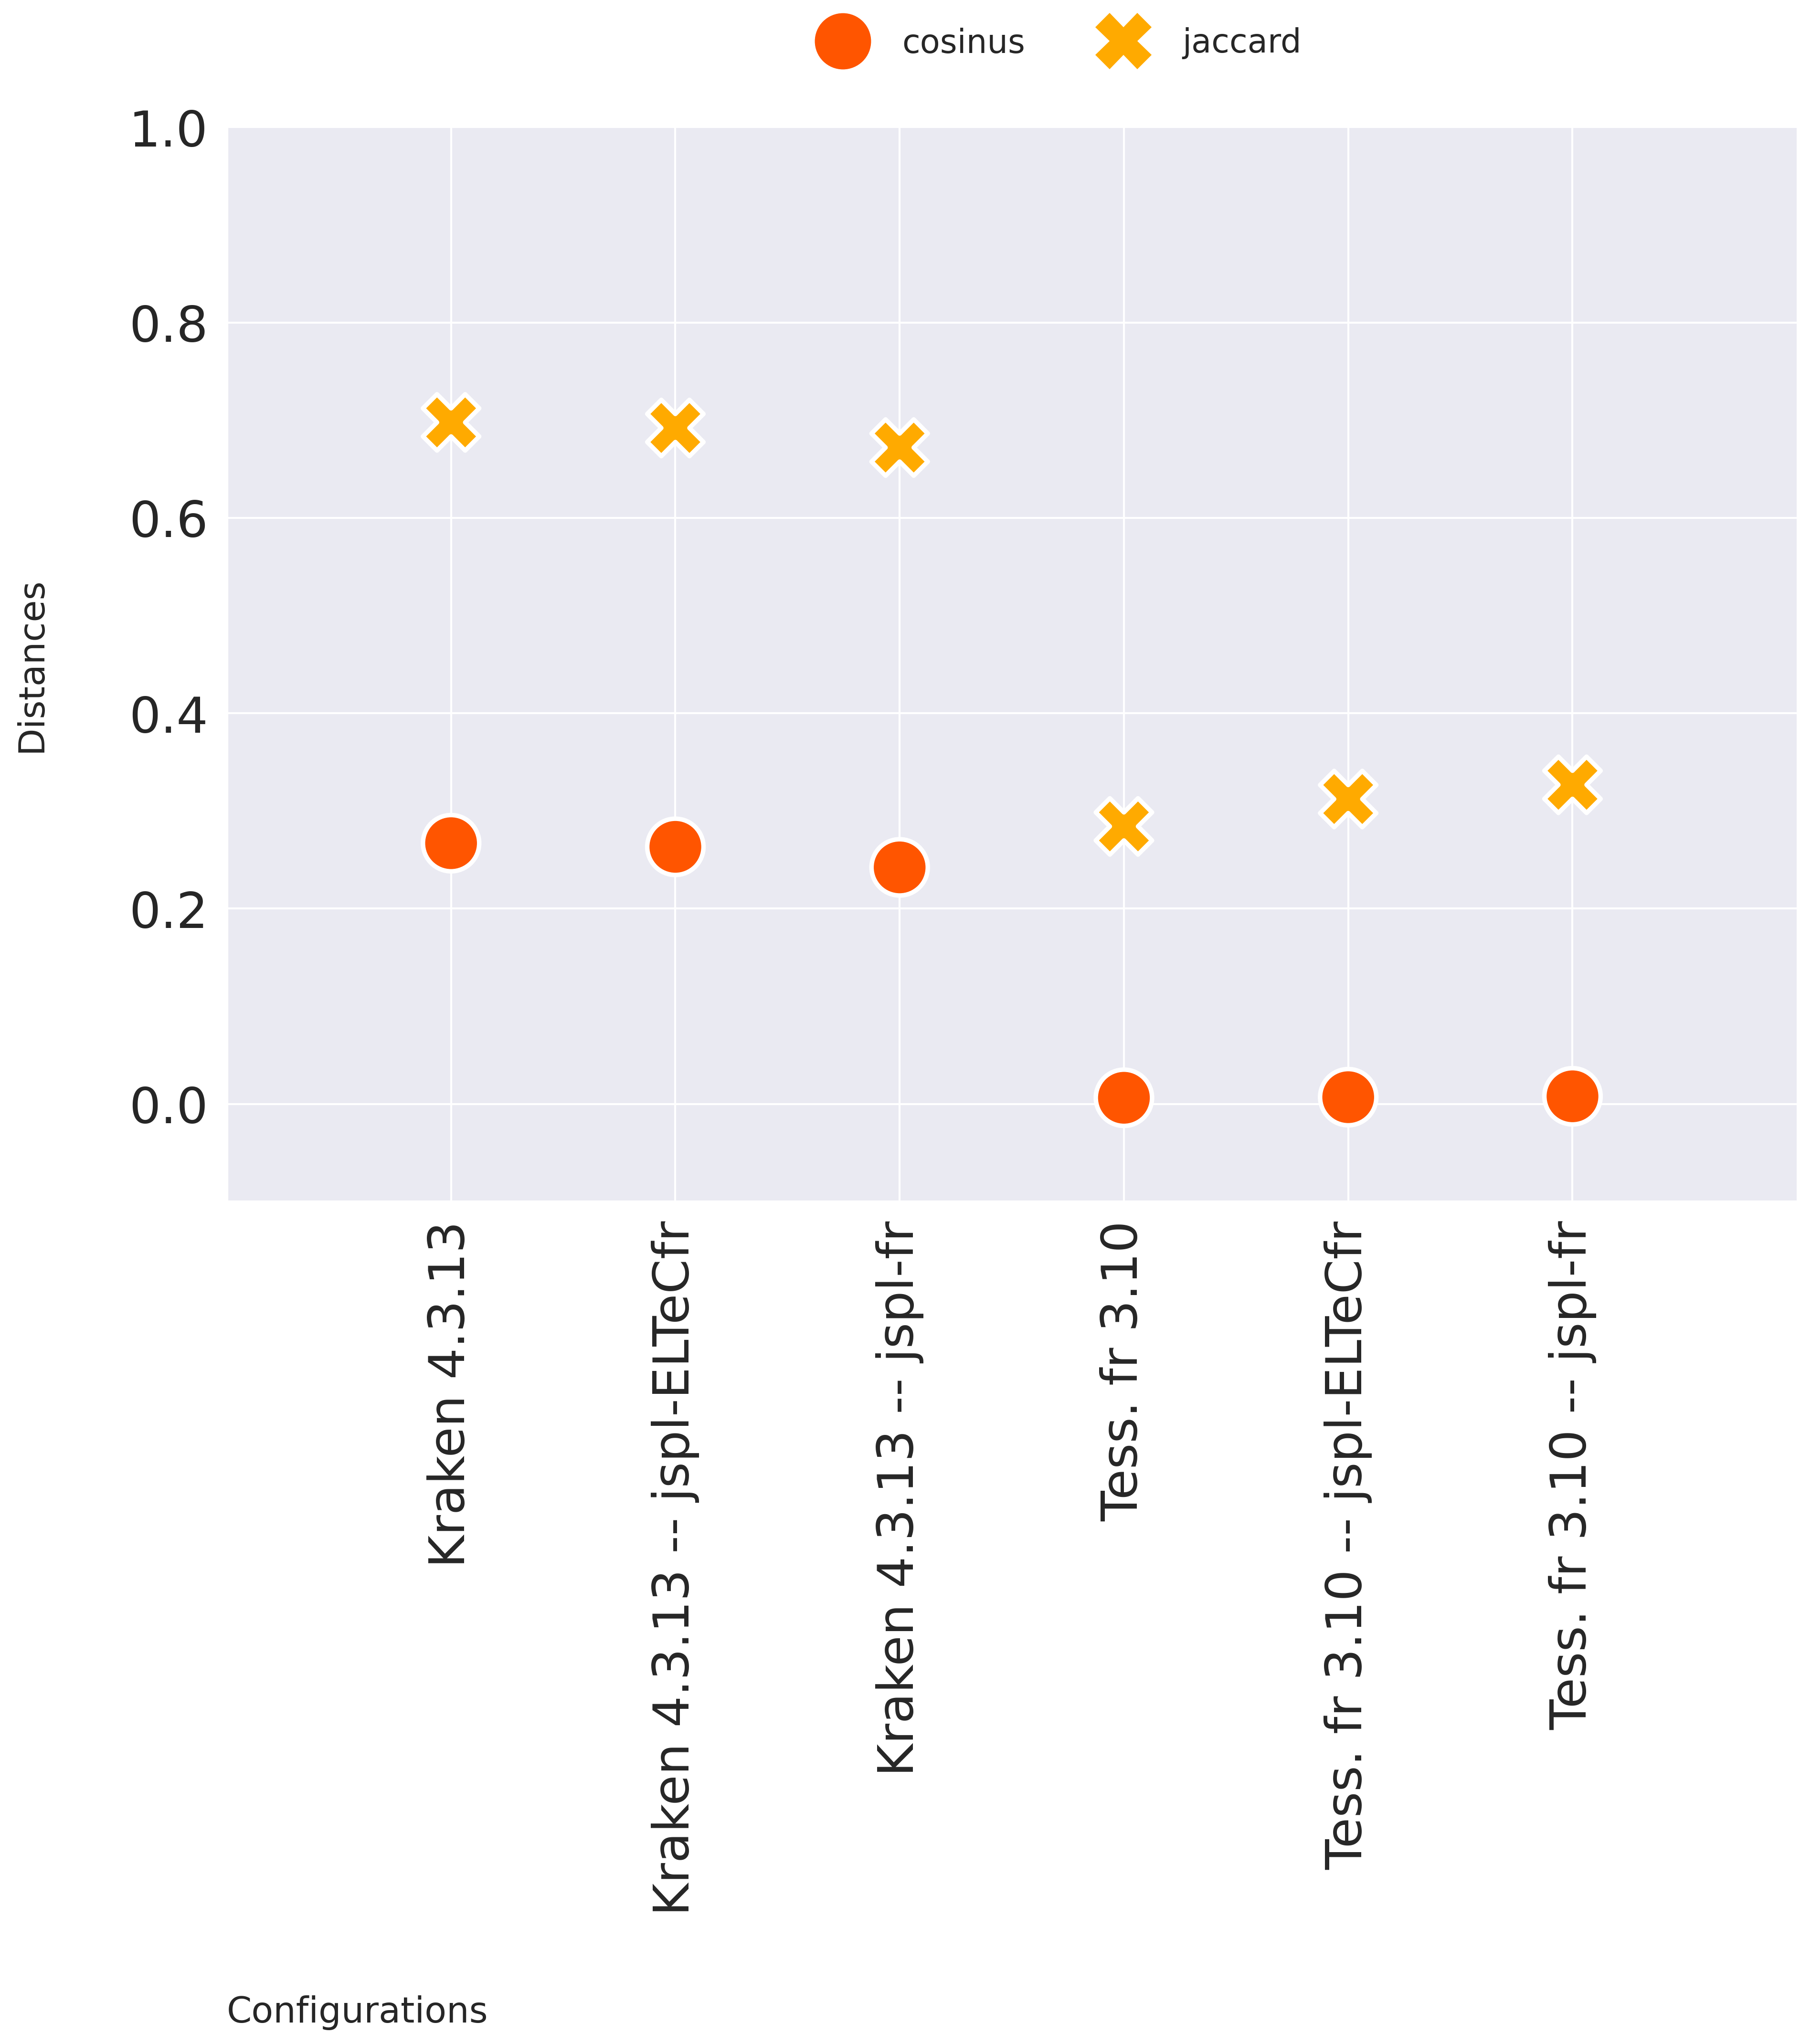 cosinus
jaccard
1.0
0.8
0.6
0.4
0.2
0.0
Distances
Kraken 4.3.13
Kraken 4.3.13 -- jspl-ELTeCfr
Kraken 4.3.13 -- jspl-fr
Tess. fr 3.10
Tess. fr 3.10 -- jspl-ELTeCfr
Tess. fr 3.10 -- jspl-fr
Configurations